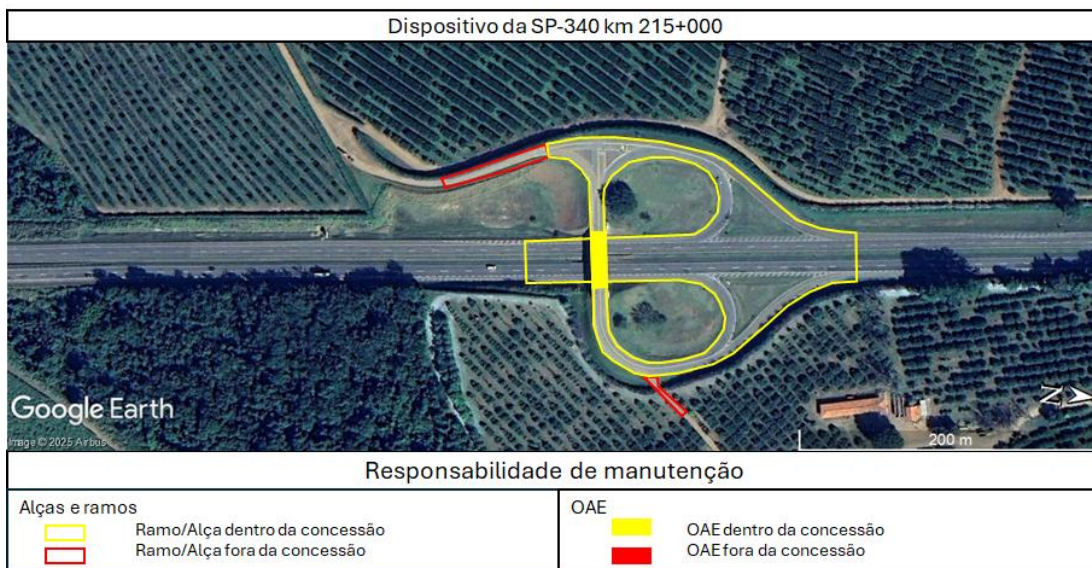 Dispositivo da SP-340 km 215+000
N
Google Earth
Image © 2025 Airbus
200 m
Responsabilidade de manutenção
Alças e ramos
Ramo/Alça dentro da concessão
Ramo/Alça fora da concessão
OAE
OAE dentro da concessão
OAE fora da concessão